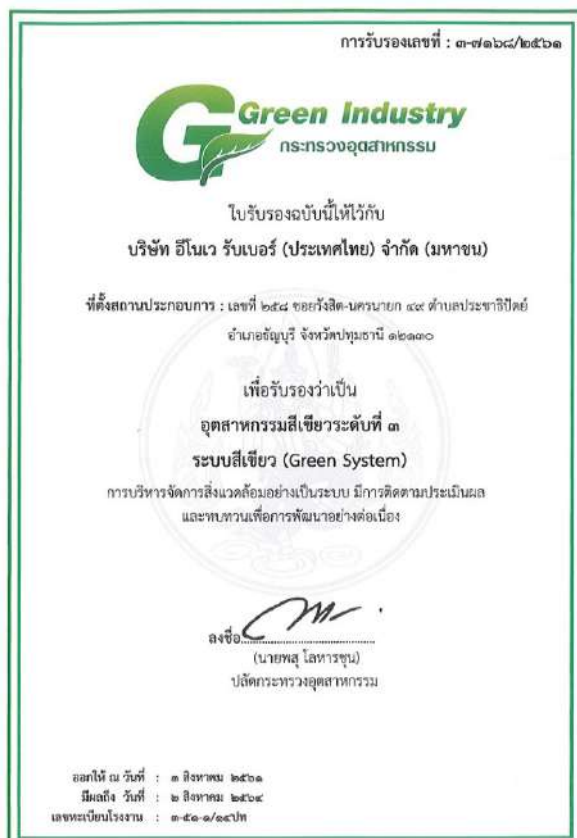 การรับรองเลขที่ : ๓-๗๑๖๘/๒๕๖๑
Green Industry
กระทรวงอุตสาหกรรม
ใบรับรองฉบับนี้ให้ไว้กับ
บริษัท อีโนเว รับเบอร์ (ประเทศไทย) จำกัด (มหาชน)
ที่ตั้งสถานประกอบการ : เลขที่ ๒๕๘ ซอยรังสิต-นครนายก ๔๙ ตำบลประชาธิปัตย์
อำเภอธัญบุรี จังหวัดปทุมธานี ๑๒๑๓๐
เพื่อรับรองว่าเป็น
อุตสาหกรรมสีเขียวระดับที่ ๓
ระบบสีเขียว (Green System)
การบริหารจัดการสิ่งแวดล้อมอย่างเป็นระบบ มีการติดตามประเมินผล
และทบทวนเพื่อการพัฒนาอย่างต่อเนื่อง
ลงชื่อ
(นายพสุ โลหารชุน)
ปลัดกระทรวงอุตสาหกรรม
ออกให้ ณ วันที่ : ๓ สิงหาคม ๒๕๖๑
มีผลถึง วันที่ : ๒ สิงหาคม ๒๕๖๔
เลขทะเบียนโรงงาน : ๓-๕๑-๑/๑๔ปท